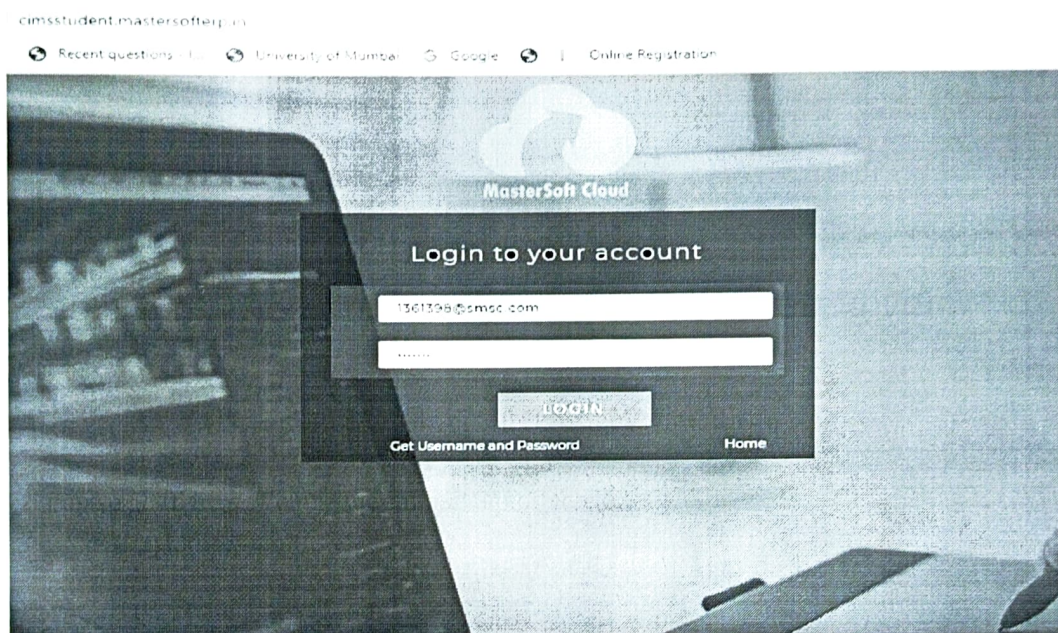 cimsstudent.mastersofterp.in
Recent questions - University of Mumbai Google Online Registration
MasterSoft Cloud
Login to your account
1361398@smsc.com
.......
LOGIN
Get Username and Password Home